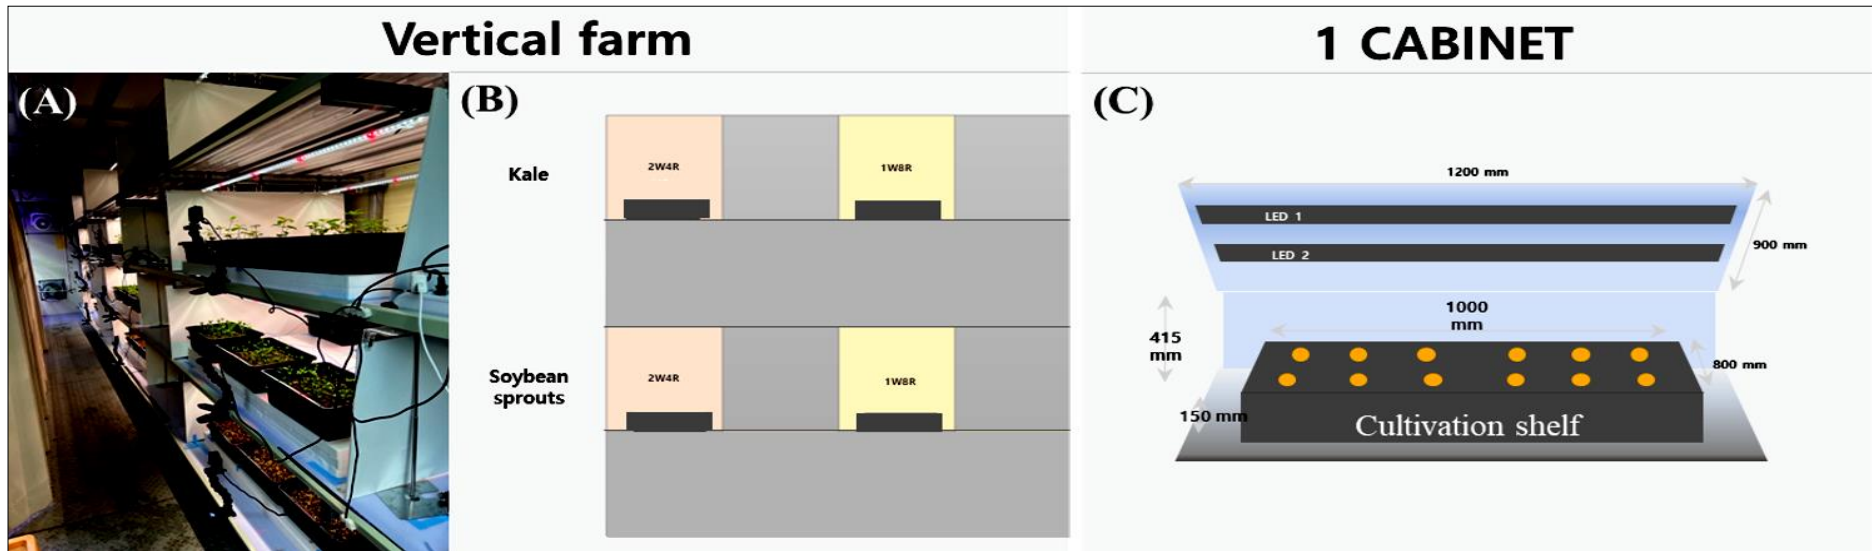 Vertical farm
1 CABINET
(A)
(B)
Kale
2W4R
1W8R
Soybean
sprouts
2W4R
1W8R
(C)
1200 mm
LED 1
LED 2
900 mm
1000
mm
415
mm
800 mm
150 mm
Cultivation shelf